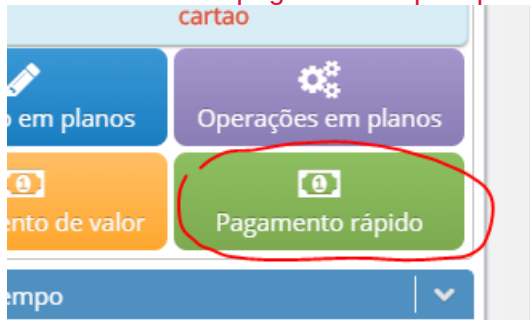 cartao
em planos
Operações em planos
ento de valor
Pagamento rápido
empo